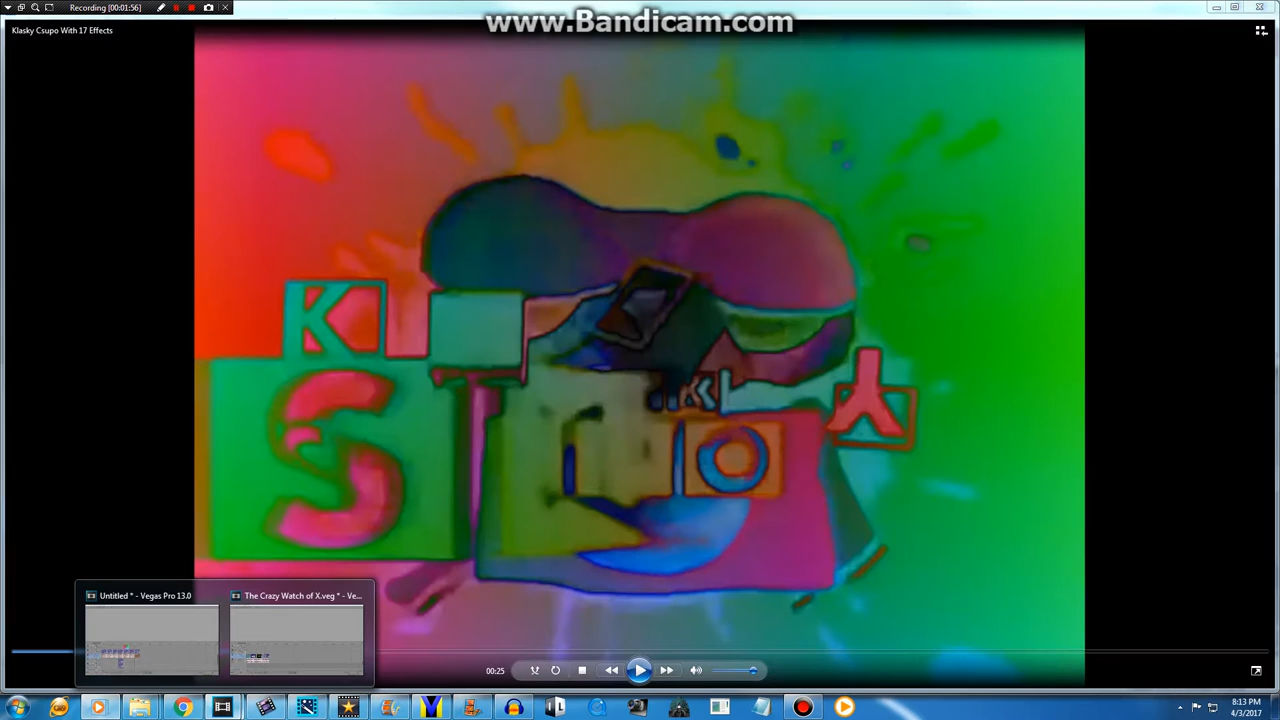 Recording [00:01:56]
www.Bandicam.com
Klasky Csupo With 17 Effects
K
S
K
O
Untitled * - Vegas Pro 13.0
The Crazy Watch of X.veg * - Ve...
00:25
8:13 PM
4/3/2017